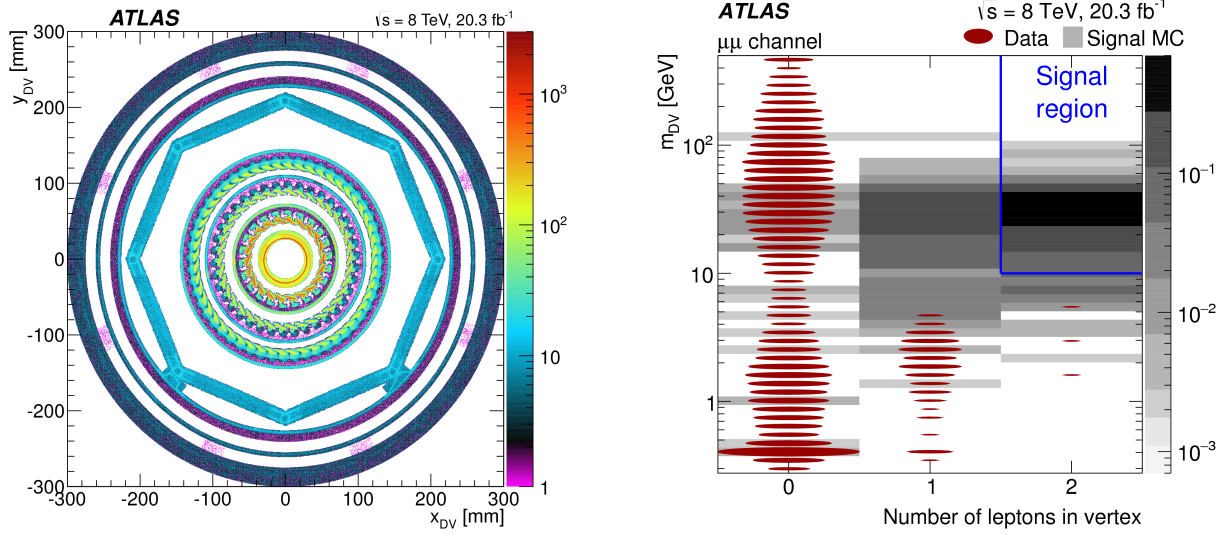 ATLAS
√s = 8 TeV, 20.3 fb⁻¹
y_DV [mm]
300
200
100
0
-100
-200
-300
-300 -200 -100 0 100 200 300
x_DV [mm]
10³
10²
10
1
ATLAS
√s = 8 TeV, 20.3 fb⁻¹
μμ channel
Data
Signal MC
m_DV [GeV]
Signal
region
10²
10
1
0 1 2
Number of leptons in vertex
10⁻¹
10⁻²
10⁻³